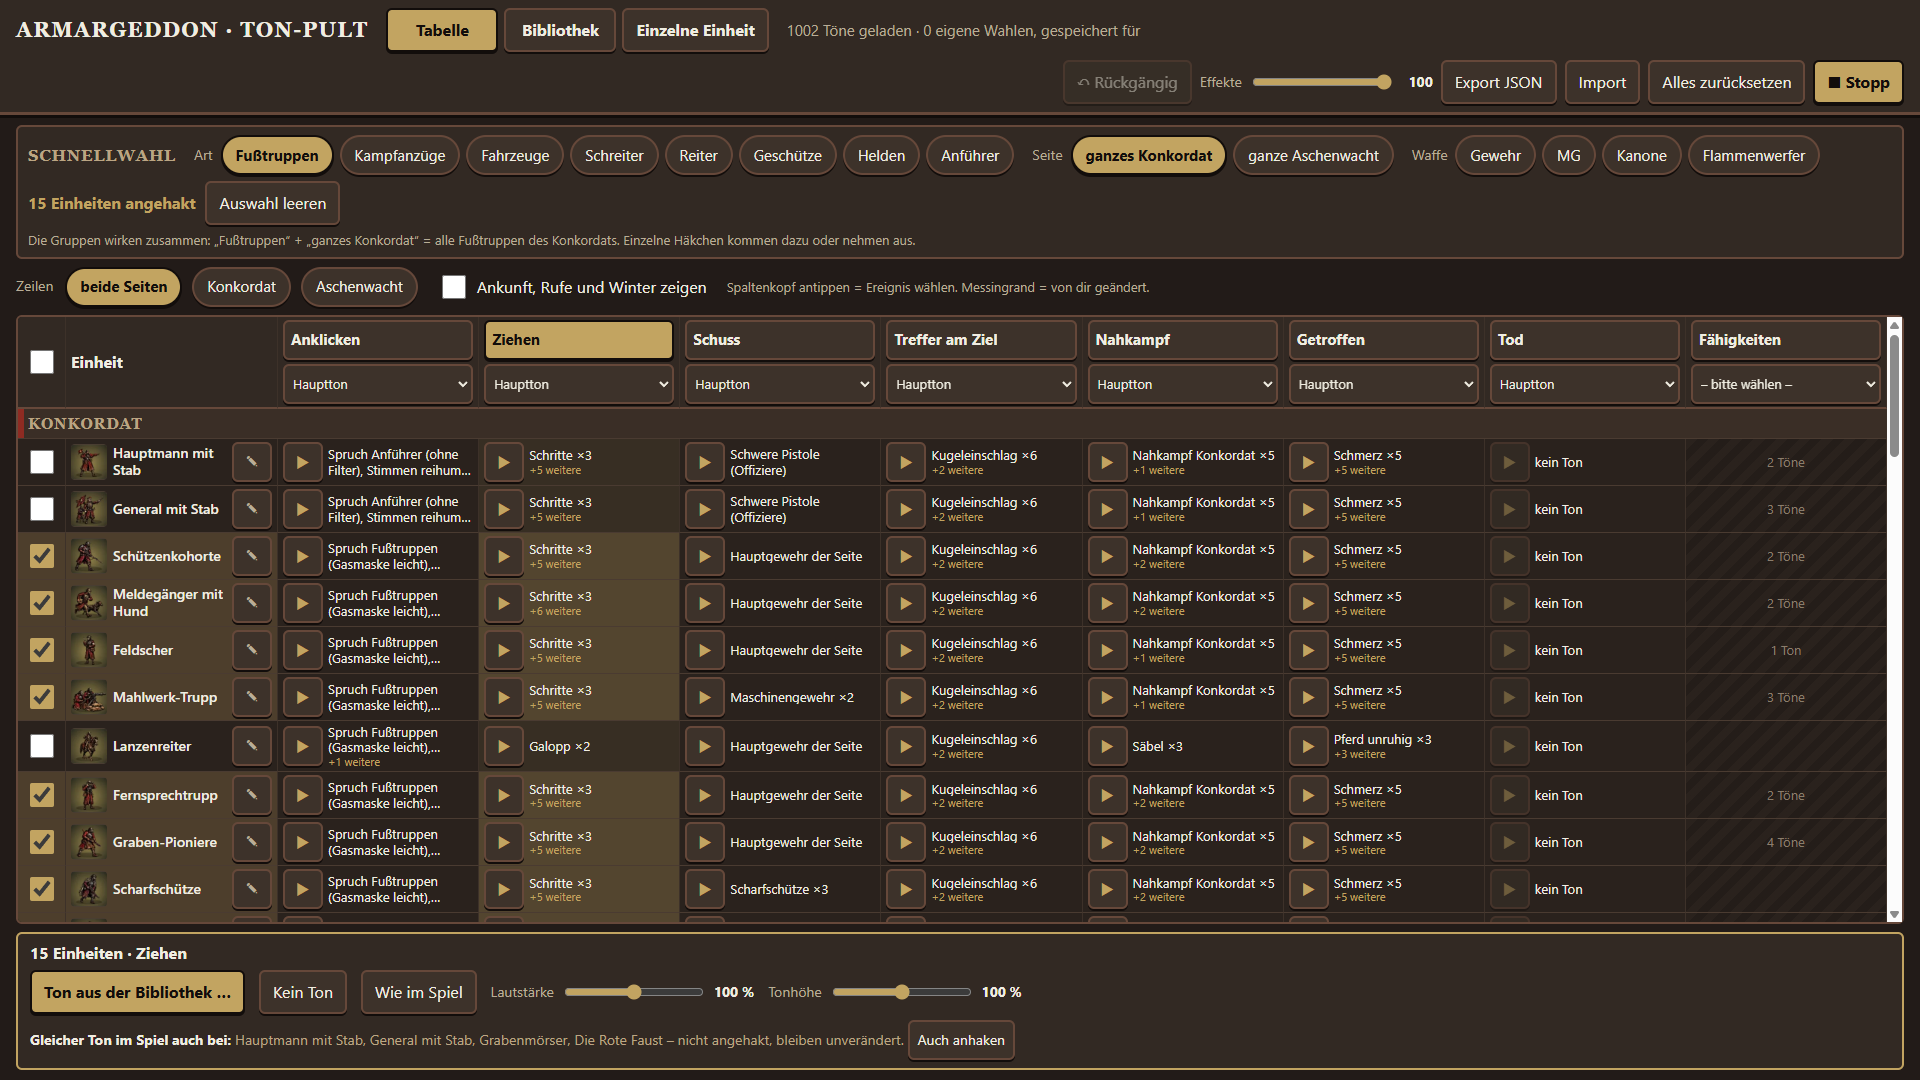 ARMARGEDDON · TON-PULT
Tabelle
Bibliothek
Einzelne Einheit
1002 Töne geladen · 0 eigene Wahlen, gespeichert für
Rückgängig
Effekte
100
Export JSON
Import
Alles zurücksetzen
■ Stopp
SCHNELLWAHL
Art
Fußtruppen
Kampfanzüge
Fahrzeuge
Schreiter
Reiter
Geschütze
Helden
Anführer
Seite
ganzes Konkordat
ganze Aschenwacht
Waffe
Gewehr
MG
Kanone
Flammenwerfer
15 Einheiten angehakt
Auswahl leeren
Die Gruppen wirken zusammen: „Fußtruppen“ + „ganzes Konkordat“ = alle Fußtruppen des Konkordats. Einzelne Häkchen kommen dazu oder nehmen aus.
Zeilen
beide Seiten
Konkordat
Aschenwacht
Ankunft, Rufe und Winter zeigen
Spaltenkopf antippen = Ereignis wählen. Messingrand = von dir geändert.
Einheit
Anklicken
Ziehen
Schuss
Treffer am Ziel
Nahkampf
Getroffen
Tod
Fähigkeiten
Hauptton
Hauptton
Hauptton
Hauptton
Hauptton
Hauptton
Hauptton
– bitte wählen –
KONKORDAT
Hauptmann mit Stab
Spruch Anführer (ohne Filter), Stimmen reihum...
Schritte ×3
+5 weitere
Schwere Pistole (Offiziere)
Kugeleinschlag ×6
+2 weitere
Nahkampf Konkordat ×5
+1 weitere
Schmerz ×5
+5 weitere
kein Ton
2 Töne
General mit Stab
Spruch Anführer (ohne Filter), Stimmen reihum...
Schritte ×3
+5 weitere
Schwere Pistole (Offiziere)
Kugeleinschlag ×6
+2 weitere
Nahkampf Konkordat ×5
+1 weitere
Schmerz ×5
+5 weitere
kein Ton
3 Töne
Schützenkohorte
Spruch Fußtruppen (Gasmaske leicht),...
Schritte ×3
+5 weitere
Hauptgewehr der Seite
Kugeleinschlag ×6
+2 weitere
Nahkampf Konkordat ×5
+2 weitere
Schmerz ×5
+5 weitere
kein Ton
2 Töne
Meldegänger mit Hund
Spruch Fußtruppen (Gasmaske leicht),...
Schritte ×3
+6 weitere
Hauptgewehr der Seite
Kugeleinschlag ×6
+2 weitere
Nahkampf Konkordat ×5
+2 weitere
Schmerz ×5
+5 weitere
kein Ton
2 Töne
Feldscher
Spruch Fußtruppen (Gasmaske leicht),...
Schritte ×3
+5 weitere
Hauptgewehr der Seite
Kugeleinschlag ×6
+2 weitere
Nahkampf Konkordat ×5
+1 weitere
Schmerz ×5
+5 weitere
kein Ton
1 Ton
Mahlwerk-Trupp
Spruch Fußtruppen (Gasmaske leicht),...
Schritte ×3
+5 weitere
Maschinengewehr ×2
Kugeleinschlag ×6
+2 weitere
Nahkampf Konkordat ×5
+1 weitere
Schmerz ×5
+5 weitere
kein Ton
3 Töne
Lanzenreiter
Spruch Fußtruppen (Gasmaske leicht),...
+1 weitere
Galopp ×2
Hauptgewehr der Seite
Kugeleinschlag ×6
+2 weitere
Säbel ×3
Pferd unruhig ×3
+3 weitere
kein Ton
Fernsprechtrupp
Spruch Fußtruppen (Gasmaske leicht),...
Schritte ×3
+5 weitere
Hauptgewehr der Seite
Kugeleinschlag ×6
+2 weitere
Nahkampf Konkordat ×5
+2 weitere
Schmerz ×5
+5 weitere
kein Ton
2 Töne
Graben-Pioniere
Spruch Fußtruppen (Gasmaske leicht),...
Schritte ×3
+5 weitere
Hauptgewehr der Seite
Kugeleinschlag ×6
+2 weitere
Nahkampf Konkordat ×5
+2 weitere
Schmerz ×5
+5 weitere
kein Ton
4 Töne
Scharfschütze
Spruch Fußtruppen (Gasmaske leicht),...
Schritte ×3
+5 weitere
Scharfschütze ×3
Kugeleinschlag ×6
+2 weitere
Nahkampf Konkordat ×5
+2 weitere
Schmerz ×5
+5 weitere
kein Ton
15 Einheiten · Ziehen
Ton aus der Bibliothek ...
Kein Ton
Wie im Spiel
Lautstärke
100 %
Tonhöhe
100 %
Gleicher Ton im Spiel auch bei: Hauptmann mit Stab, General mit Stab, Grabenmörser, Die Rote Faust – nicht angehakt, bleiben unverändert.
Auch anhaken